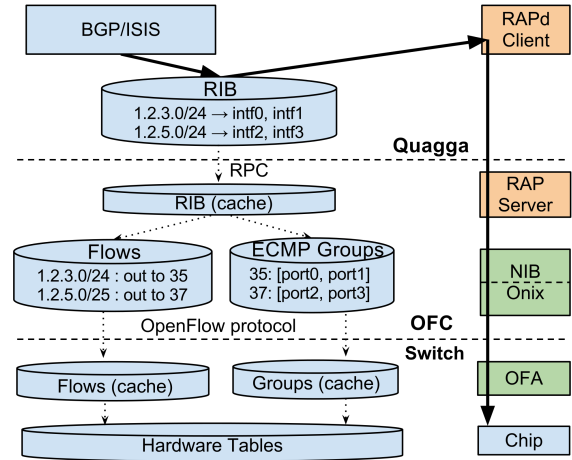 BGP/ISIS
RAPd
Client
RIB
1.2.3.0/24 → intf0, intf1
1.2.5.0/24 → intf2, intf3
Quagga
RPC
RIB (cache)
RAP
Server
Flows
1.2.3.0/24 : out to 35
1.2.5.0/25 : out to 37
ECMP Groups
35: [port0, port1]
37: [port2, port3]
NIB
Onix
OpenFlow protocol
OFC
Switch
Flows (cache)
Groups (cache)
OFA
Hardware Tables
Chip